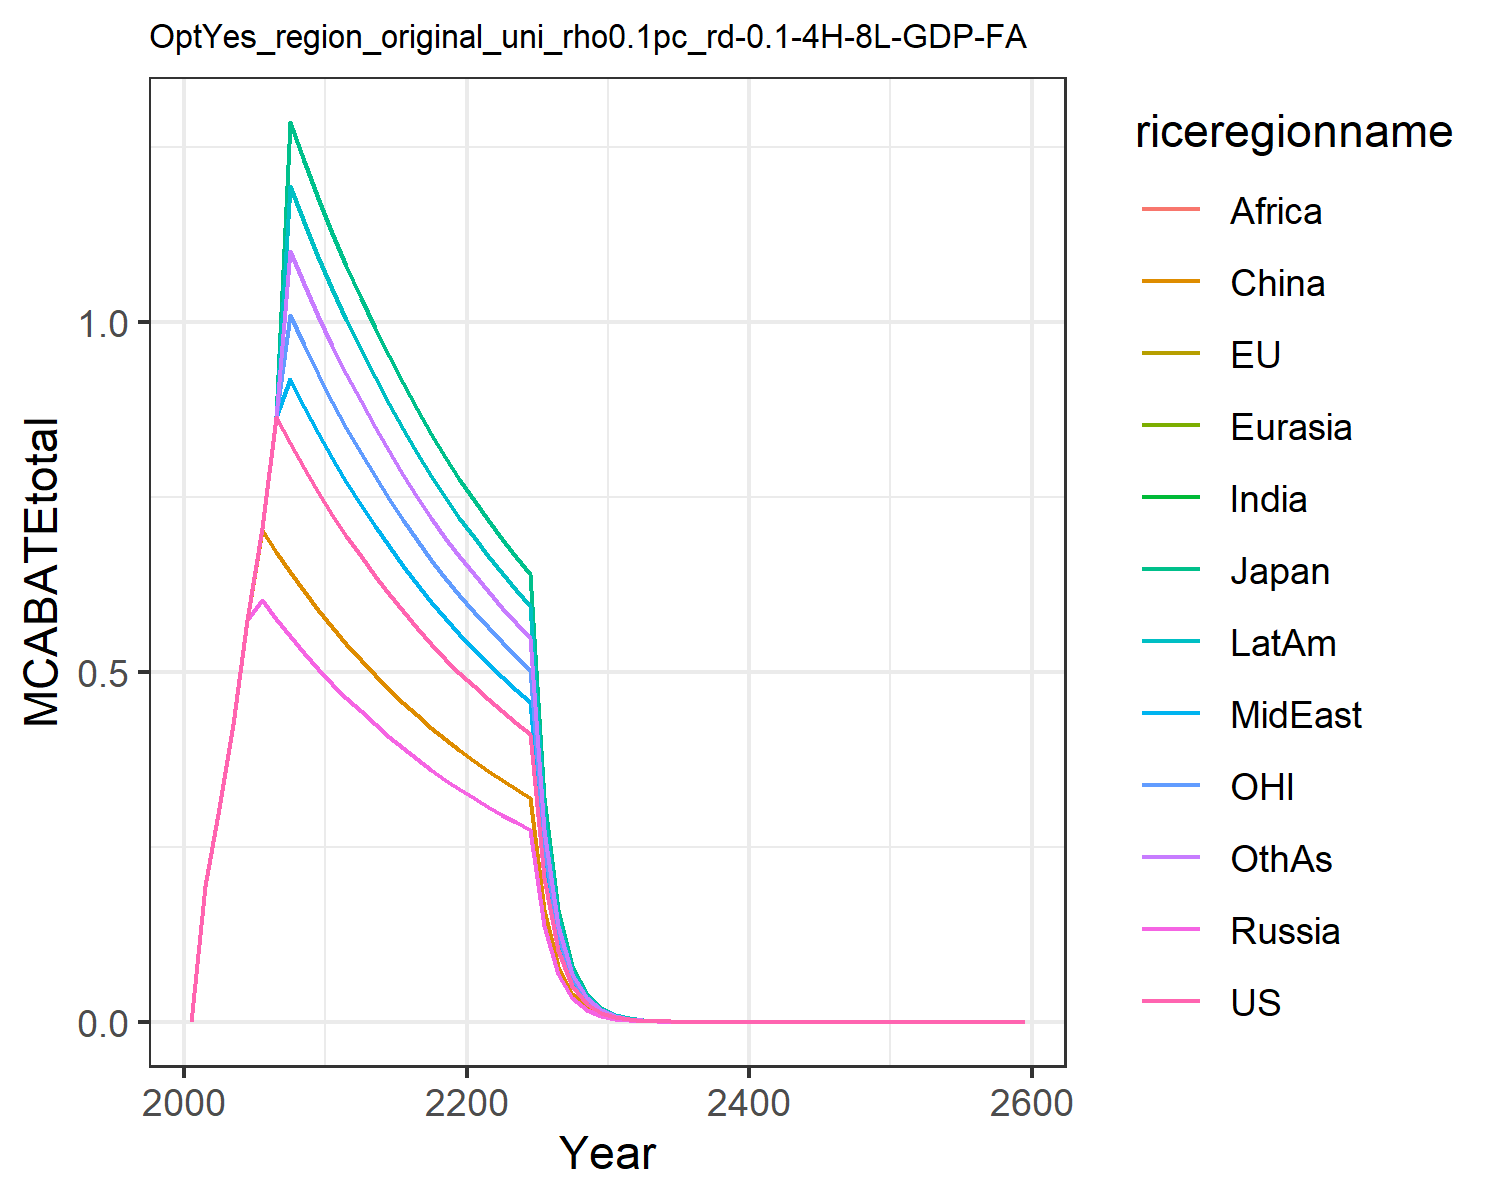 OptYes_region_original_uni_rho0.1pc_rd-0.1-4H-8L-GDP-FA
MCABATEtotal
1.0
0.5
0.0
2000
2200
2400
2600
Year
riceregionname
Africa
China
EU
Eurasia
India
Japan
LatAm
MidEast
OHI
OthAs
Russia
US